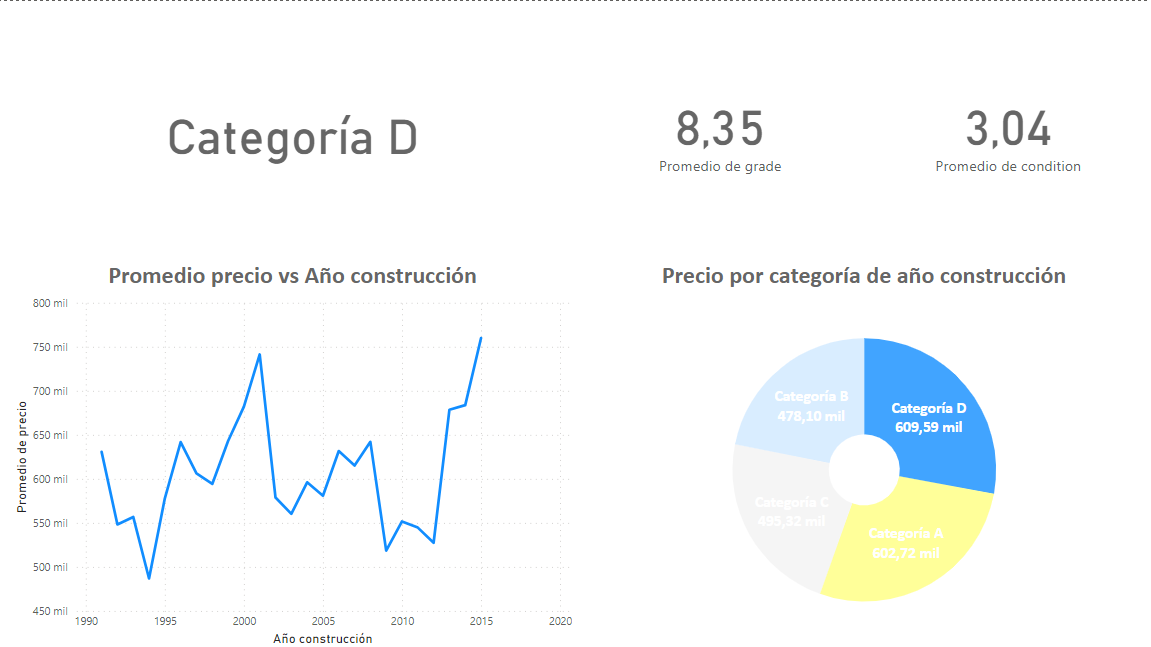 Categoría D
8,35
Promedio de grade
3,04
Promedio de condition
Promedio precio vs Año construcción
800 mil
750 mil
700 mil
650 mil
600 mil
550 mil
500 mil
450 mil
Promedio de precio
1990
1995
2000
2005
2010
2015
2020
Año construcción
Precio por categoría de año construcción
Categoría B
478,10 mil
Categoría D
609,59 mil
Categoría C
495,32 mil
Categoría A
602,72 mil